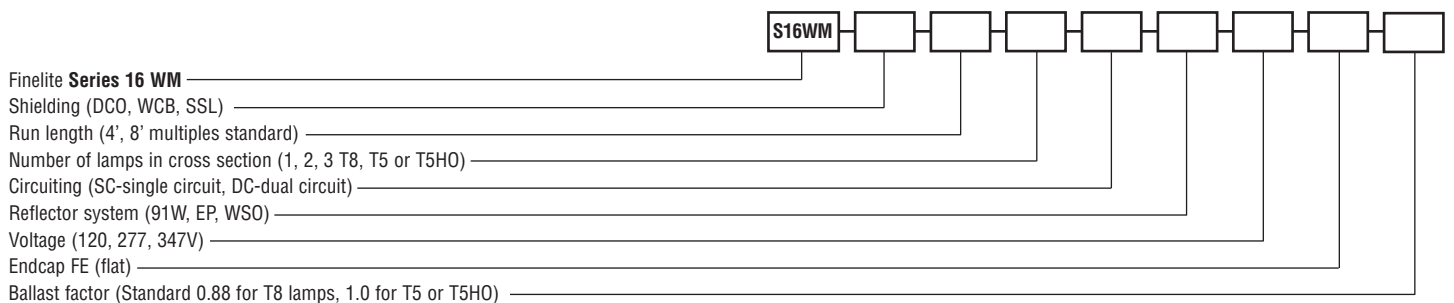 S16WM
Finelite Series 16 WM
Shielding (DCO, WCB, SSL)
Run length (4’, 8’ multiples standard)
Number of lamps in cross section (1, 2, 3 T8, T5 or T5HO)
Circuiting (SC-single circuit, DC-dual circuit)
Reflector system (91W, EP, WSO)
Voltage (120, 277, 347V)
Endcap FE (flat)
Ballast factor (Standard 0.88 for T8 lamps, 1.0 for T5 or T5HO)